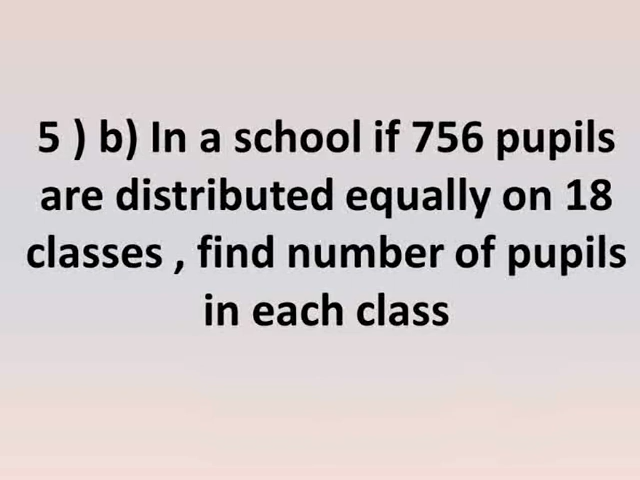 5 ) b) In a school if 756 pupils
are distributed equally on 18
classes , find number of pupils
in each class